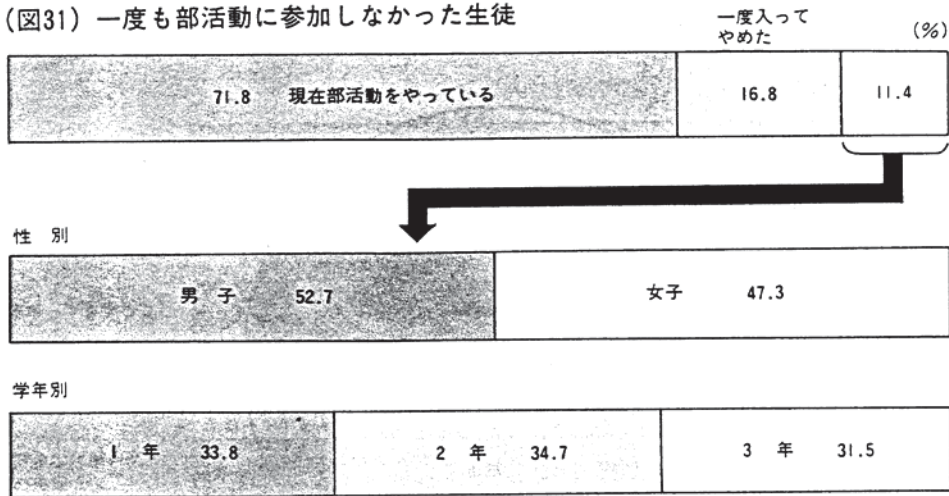 (図31) 一度も部活動に参加しなかった生徒
一度入って
やめた
(%)
71.8 現在部活動をやっている 16.8 11.4
性 別
男 子 52.7 女子 47.3
学年別
1 年 33.8 2 年 34.7 3 年 31.5